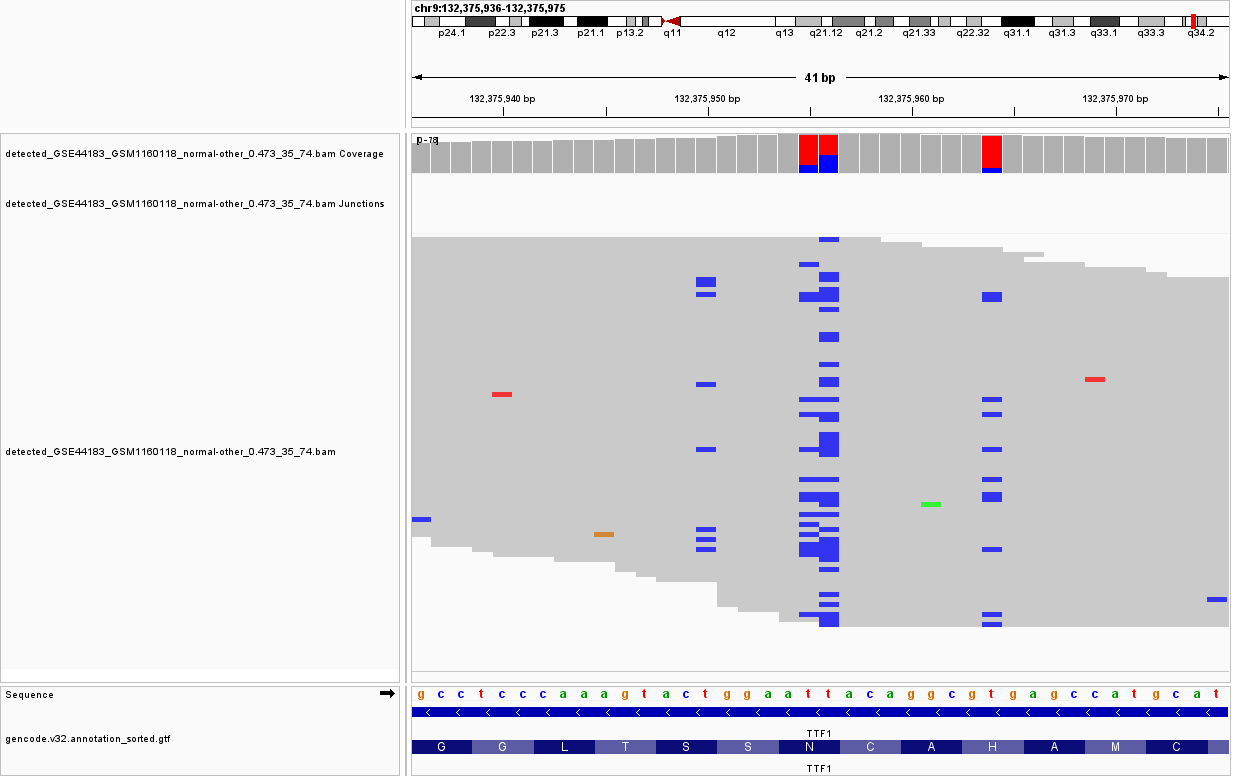 chr9:132,375,936-132,375,975
p24.1 p22.3 p21.3 p21.1 p13.2 q11 q12 q13 q21.12 q21.2 q21.33 q22.32 q31.1 q31.3 q33.1 q33.3 q34.2
41 bp
132,375,940 bp 132,375,950 bp 132,375,960 bp 132,375,970 bp
detected_GSE44183_GSM1160118_normal-other_0.473_35_74.bam Coverage
detected_GSE44183_GSM1160118_normal-other_0.473_35_74.bam Junctions
detected_GSE44183_GSM1160118_normal-other_0.473_35_74.bam
Sequence
g c c t c c c a a a g t a c t g g a a t t a c a g g c g t g a g c c a t g c a t
gencode.v32.annotation_sorted.gtf
TTF1
G G L T S S N C A H A M C
TTF1